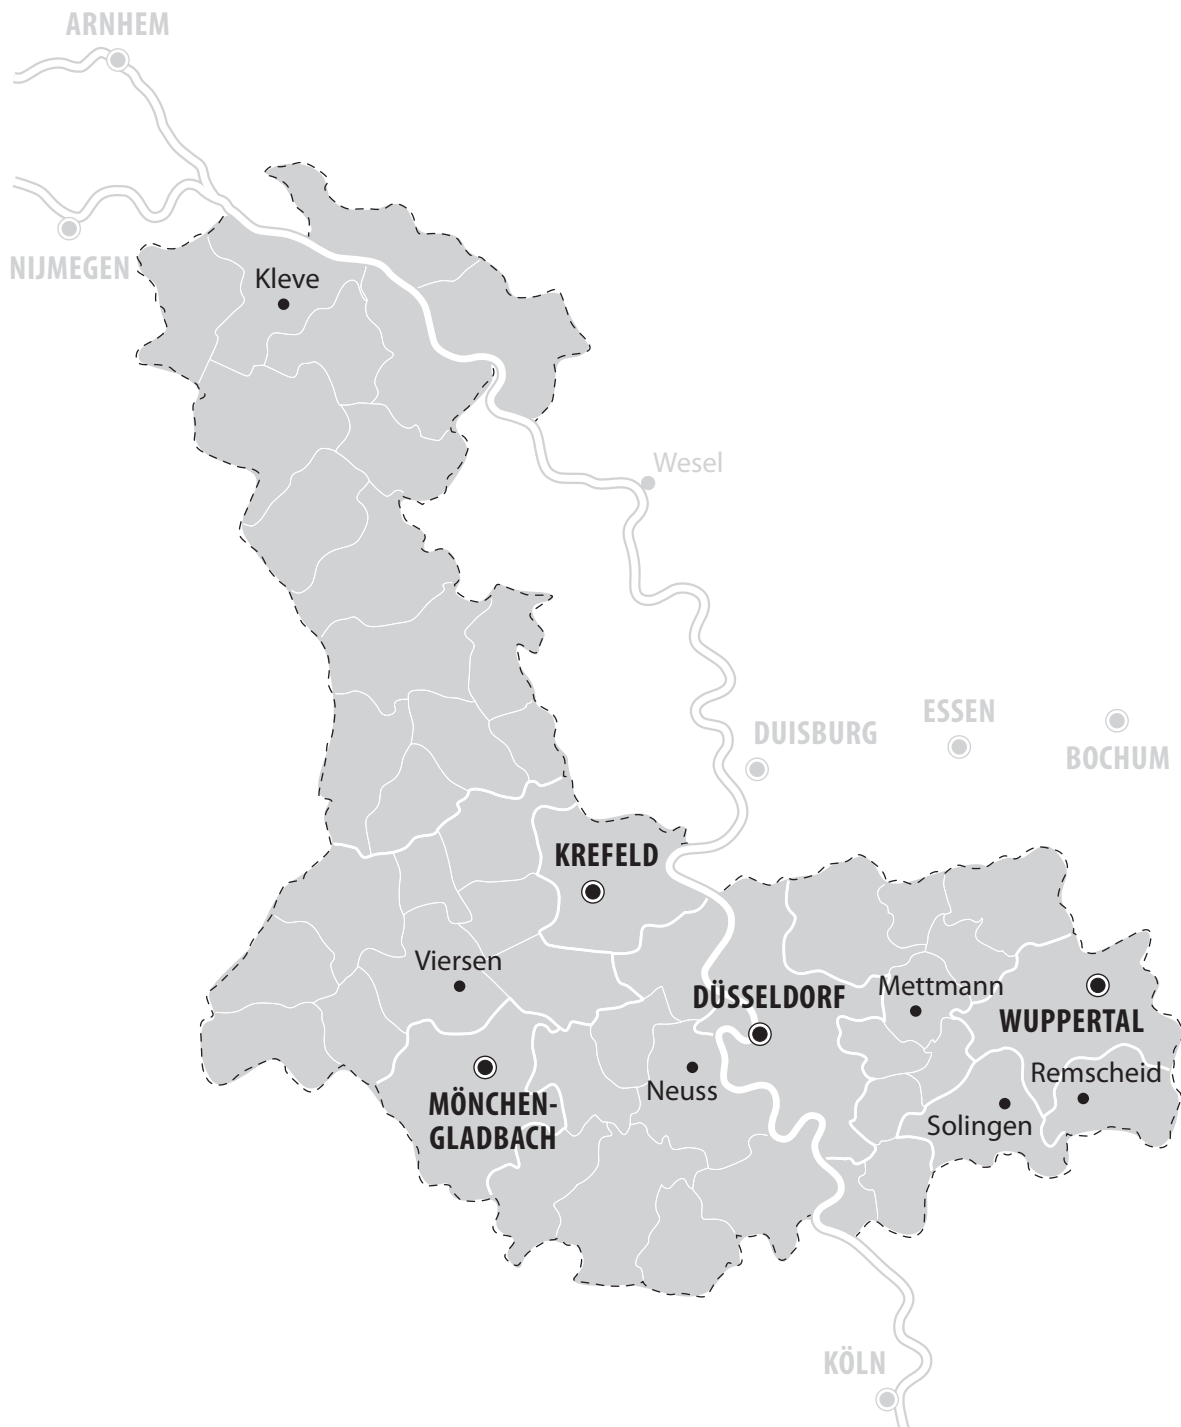 ARNHEM
NIJMEGEN
Kleve
Wesel
ESSEN
DUISBURG
BOCHUM
KREFELD
Viersen
Mettmann
DÜSSELDORF
WUPPERTAL
Remscheid
Neuss
MÖNCHEN-
GLADBACH
Solingen
KÖLN